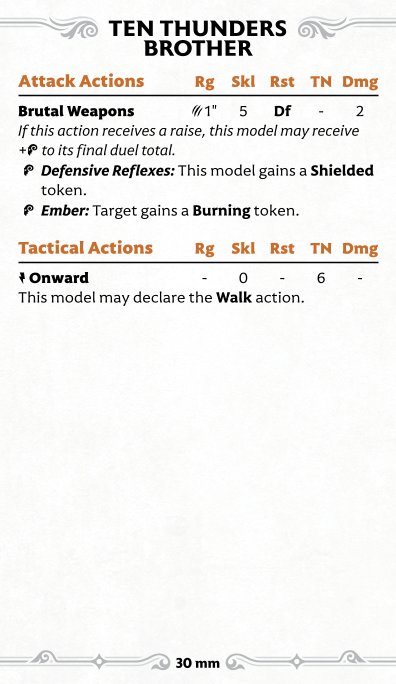 TEN THUNDERS
BROTHER
Attack Actions Rg Skl Rst TN Dmg
Brutal Weapons 1" 5 Df - 2
If this action receives a raise, this model may receive
+ to its final duel total.
Defensive Reflexes: This model gains a Shielded
token.
Ember: Target gains a Burning token.
Tactical Actions Rg Skl Rst TN Dmg
Onward - 0 - 6 -
This model may declare the Walk action.
30 mm